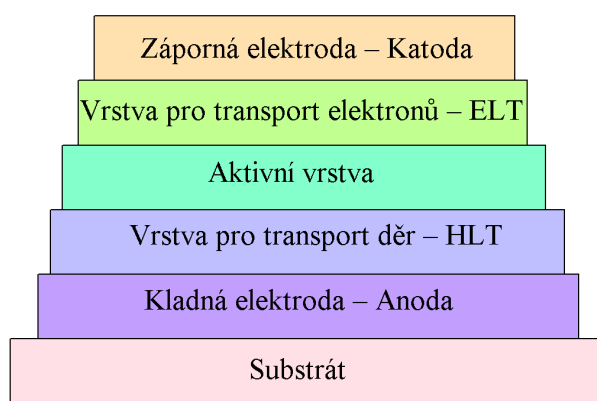 Záporná elektroda – Katoda
Vrstva pro transport elektronů – ELT
Aktivní vrstva
Vrstva pro transport děr – HLT
Kladná elektroda – Anoda
Substrát